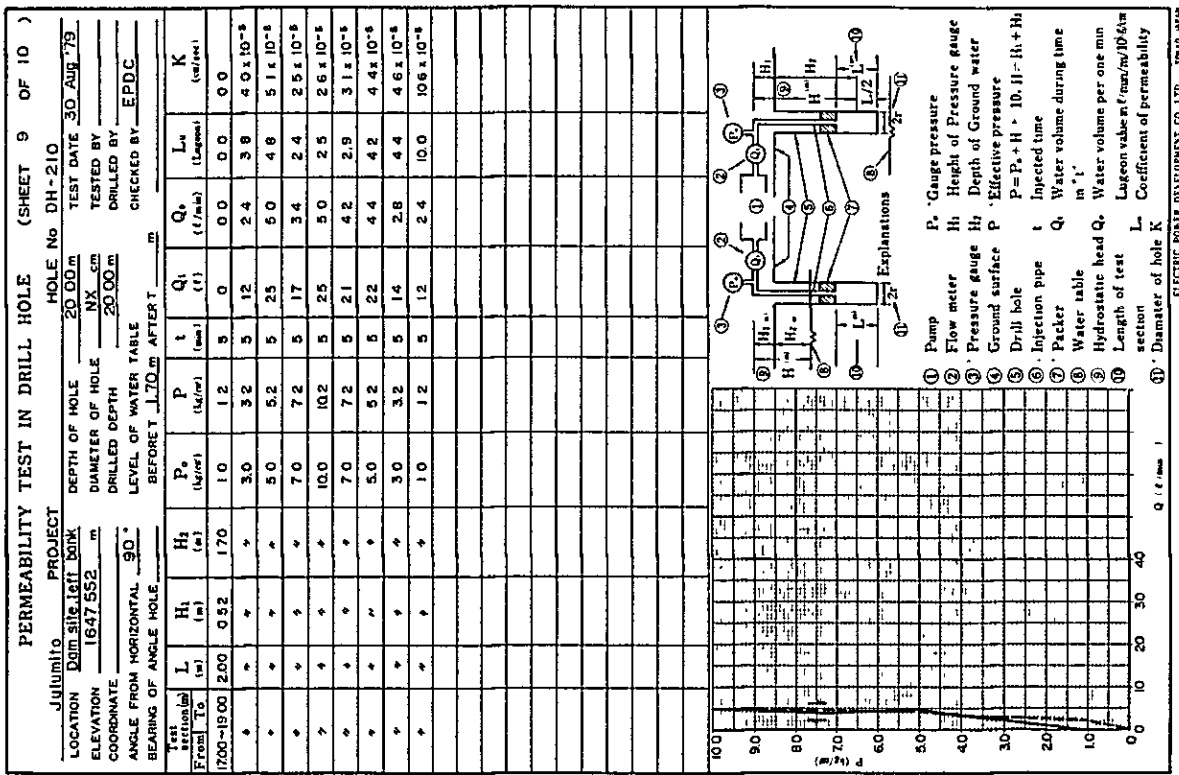 PERMEABILITY TEST IN DRILL HOLE (SHEET 9 OF 10 )
Julumito PROJECT HOLE No DH-210
LOCATION Dam site left bank DEPTH OF HOLE 20 00 m TEST DATE 30 Aug '79
ELEVATION 1647 552 m DIAMETER OF HOLE NX cm TESTED BY
COORDINATE DRILLED DEPTH 20 00 m DRILLED BY
ANGLE FROM HORIZONTAL 90° LEVEL OF WATER TABLE CHECKED BY EPDC
BEARING OF ANGLE HOLE BEFORE T 1.70 m AFTER T m
Test section(m) From To L (m) H1 (m) H2 (m) P. (kg/cm²) P (kg/cm²) t (min) Qt (ℓ) Q. (ℓ/min) Lu (Lugeon) K (cm/sec)
17.00~19 00 2.00 0 52 1 70 1 0 1 2 5 0 0 0 0 0 0 0
〃 〃 〃 〃 3.0 3 2 5 12 2 4 3 8 4 0 x 10⁻⁵
〃 〃 〃 〃 5 0 5.2 5 25 5 0 4 8 5 1 x 10⁻⁵
〃 〃 〃 〃 7 0 7 2 5 17 3 4 2 4 2 5 x 10⁻⁵
〃 〃 〃 〃 10.0 10.2 5 25 5 0 2 5 2 6 x 10⁻⁵
〃 〃 〃 〃 7 0 7 2 5 21 4 2 2.9 3 1 x 10⁻⁵
〃 〃 〃 〃 5.0 5 2 5 22 4 4 4 2 4 4 x 10⁻⁵
〃 〃 〃 〃 3 0 3.2 5 14 2.8 4 4 4 6 x 10⁻⁵
〃 〃 〃 〃 1 0 1 2 5 12 2 4 10.0 10 6 x 10⁻⁵
P (kg/cm²)
10 0
9.0
8 0
7.0
6 0
5.0
4.0
3.0
2.0
1.0
0
0 10 20 30 40
Q (ℓ/min )
Explanations
① Pump
② Flow meter
③ Pressure gauge
④ Ground surface
⑤ Drill hole
⑥ Injection pipe
⑦ Packer
⑧ Water table
⑨ Hydrostatic head
⑩ Length of test section
⑪ Diamater of hole
P. Gauge pressure
H1 Height of Pressure gauge
H2 Depth of Ground water
P Effective pressure
P = P. + H ÷ 10, H = H1 + H2
t Injected time
Qt Water volume during time in "t"
Q. Water volume per one min
Lu Lugeon value in ℓ/min/m/10 kg/cm²
K Coefficient of permeability
ELECTRIC POWER DEVELOPMENT CO LTD